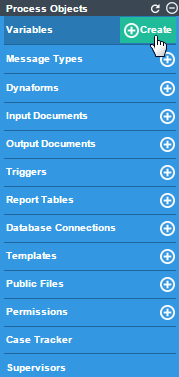 Process Objects
Variables
Create
Message Types
Dynaforms
Input Documents
Output Documents
Triggers
Report Tables
Database Connections
Templates
Public Files
Permissions
Case Tracker
Supervisors